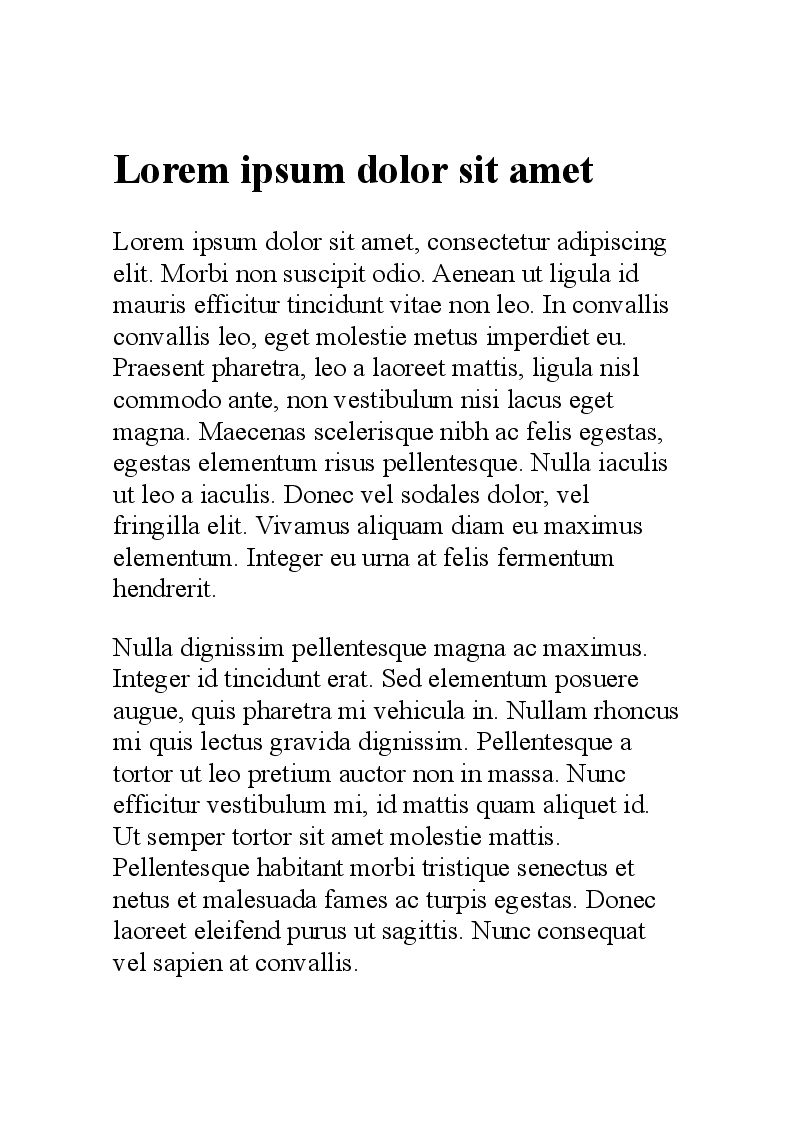 Lorem ipsum dolor sit amet
Lorem ipsum dolor sit amet, consectetur adipiscing
elit. Morbi non suscipit odio. Aenean ut ligula id
mauris efficitur tincidunt vitae non leo. In convallis
convallis leo, eget molestie metus imperdiet eu.
Praesent pharetra, leo a laoreet mattis, ligula nisl
commodo ante, non vestibulum nisi lacus eget
magna. Maecenas scelerisque nibh ac felis egestas,
egestas elementum risus pellentesque. Nulla iaculis
ut leo a iaculis. Donec vel sodales dolor, vel
fringilla elit. Vivamus aliquam diam eu maximus
elementum. Integer eu urna at felis fermentum
hendrerit.
Nulla dignissim pellentesque magna ac maximus.
Integer id tincidunt erat. Sed elementum posuere
augue, quis pharetra mi vehicula in. Nullam rhoncus
mi quis lectus gravida dignissim. Pellentesque a
tortor ut leo pretium auctor non in massa. Nunc
efficitur vestibulum mi, id mattis quam aliquet id.
Ut semper tortor sit amet molestie mattis.
Pellentesque habitant morbi tristique senectus et
netus et malesuada fames ac turpis egestas. Donec
laoreet eleifend purus ut sagittis. Nunc consequat
vel sapien at convallis.